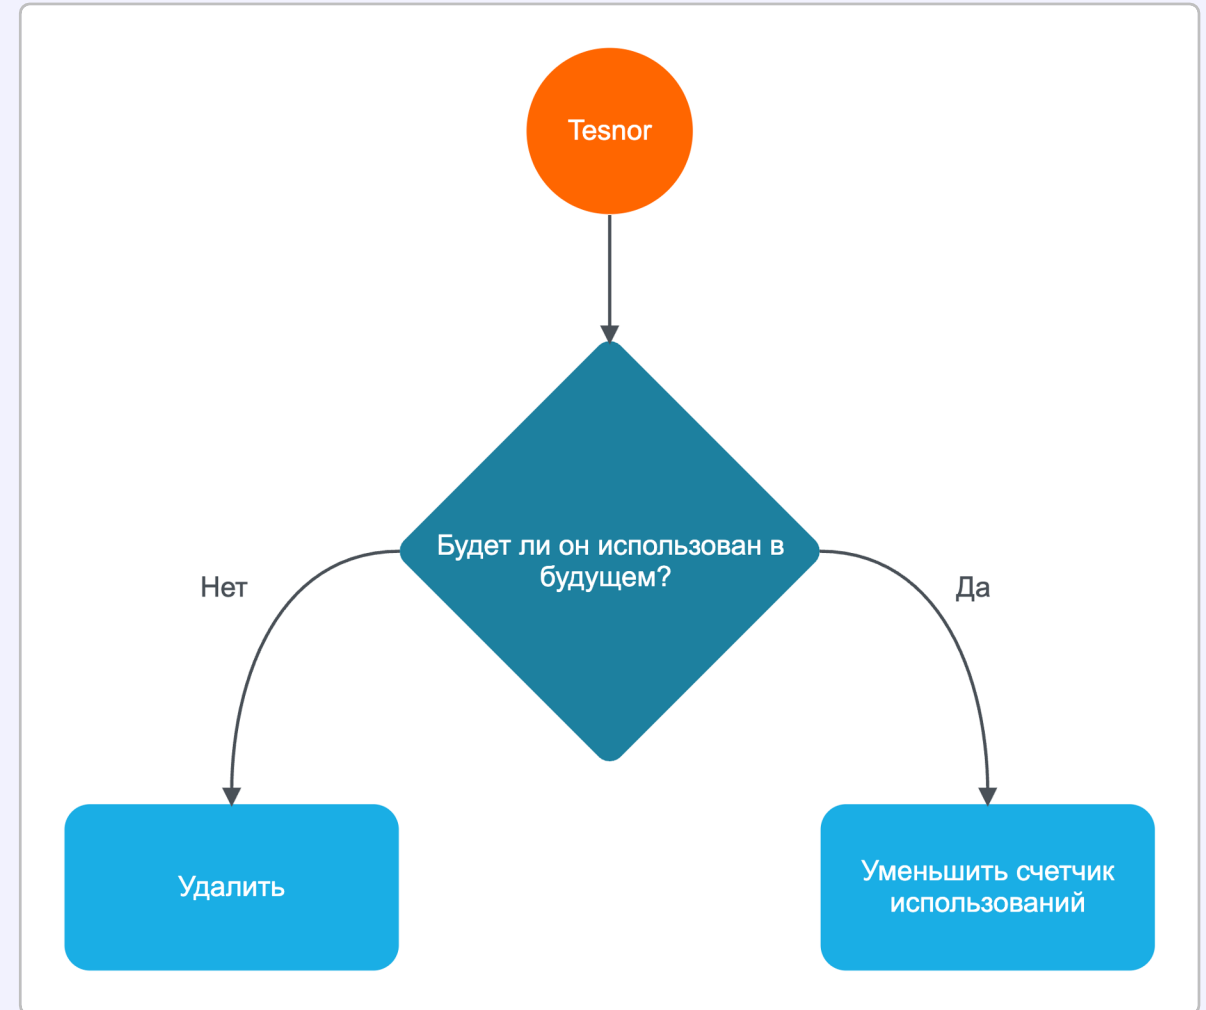 Tesnor
Будет ли он использован в
будущем?
Нет
Да
Удалить
Уменьшить счетчик
использований